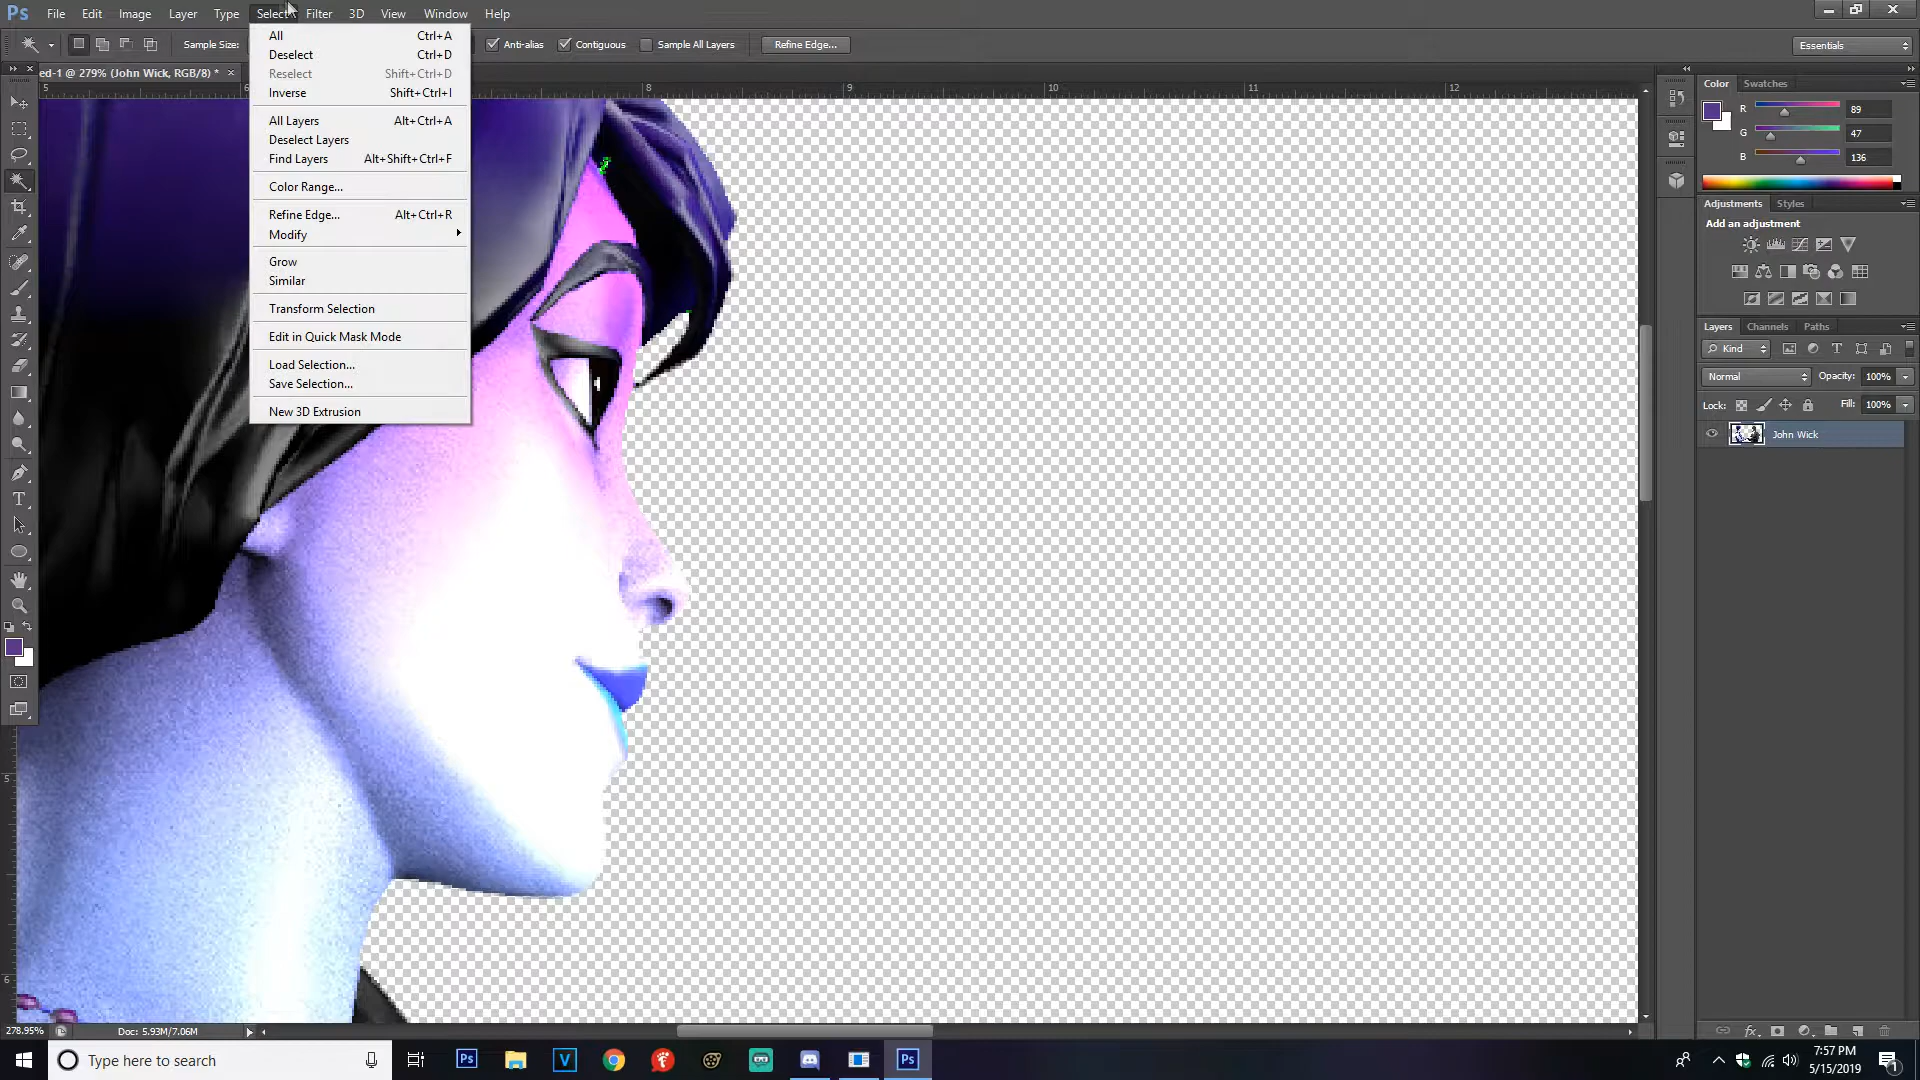 Ps File Edit Image Layer Type Select Filter 3D View Window Help
Sample Size: Anti-alias Contiguous Sample All Layers Refine Edge... Essentials
ed-1 @ 279% (John Wick, RGB/8) * ×
All Ctrl+A
Deselect Ctrl+D
Reselect Shift+Ctrl+D
Inverse Shift+Ctrl+I
All Layers Alt+Ctrl+A
Deselect Layers
Find Layers Alt+Shift+Ctrl+F
Color Range...
Refine Edge... Alt+Ctrl+R
Modify
Grow
Similar
Transform Selection
Edit in Quick Mask Mode
Load Selection...
Save Selection...
New 3D Extrusion
5 6 8 9 10 11 12
5
6
Color Swatches
R 89
G 47
B 136
Adjustments Styles
Add an adjustment
Layers Channels Paths
Kind
Normal Opacity: 100%
Lock: Fill: 100%
John Wick
278.95% Doc: 5.93M/7.06M
Type here to search
7:57 PM
5/15/2019
1